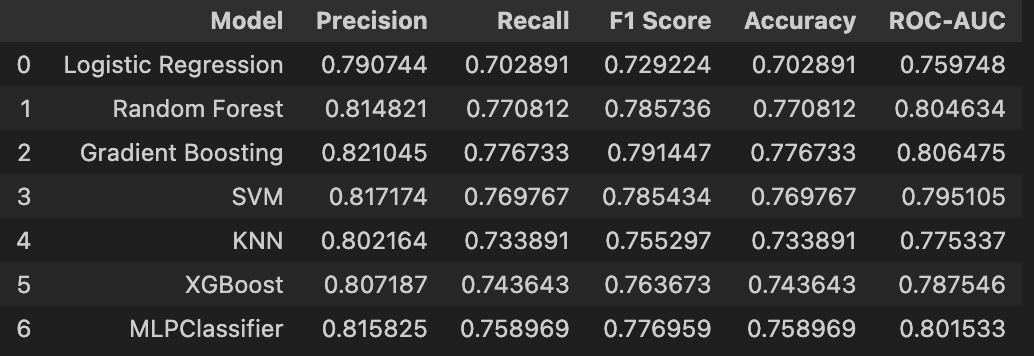 Model Precision Recall F1 Score Accuracy ROC-AUC
0 Logistic Regression 0.790744 0.702891 0.729224 0.702891 0.759748
1 Random Forest 0.814821 0.770812 0.785736 0.770812 0.804634
2 Gradient Boosting 0.821045 0.776733 0.791447 0.776733 0.806475
3 SVM 0.817174 0.769767 0.785434 0.769767 0.795105
4 KNN 0.802164 0.733891 0.755297 0.733891 0.775337
5 XGBoost 0.807187 0.743643 0.763673 0.743643 0.787546
6 MLPClassifier 0.815825 0.758969 0.776959 0.758969 0.801533